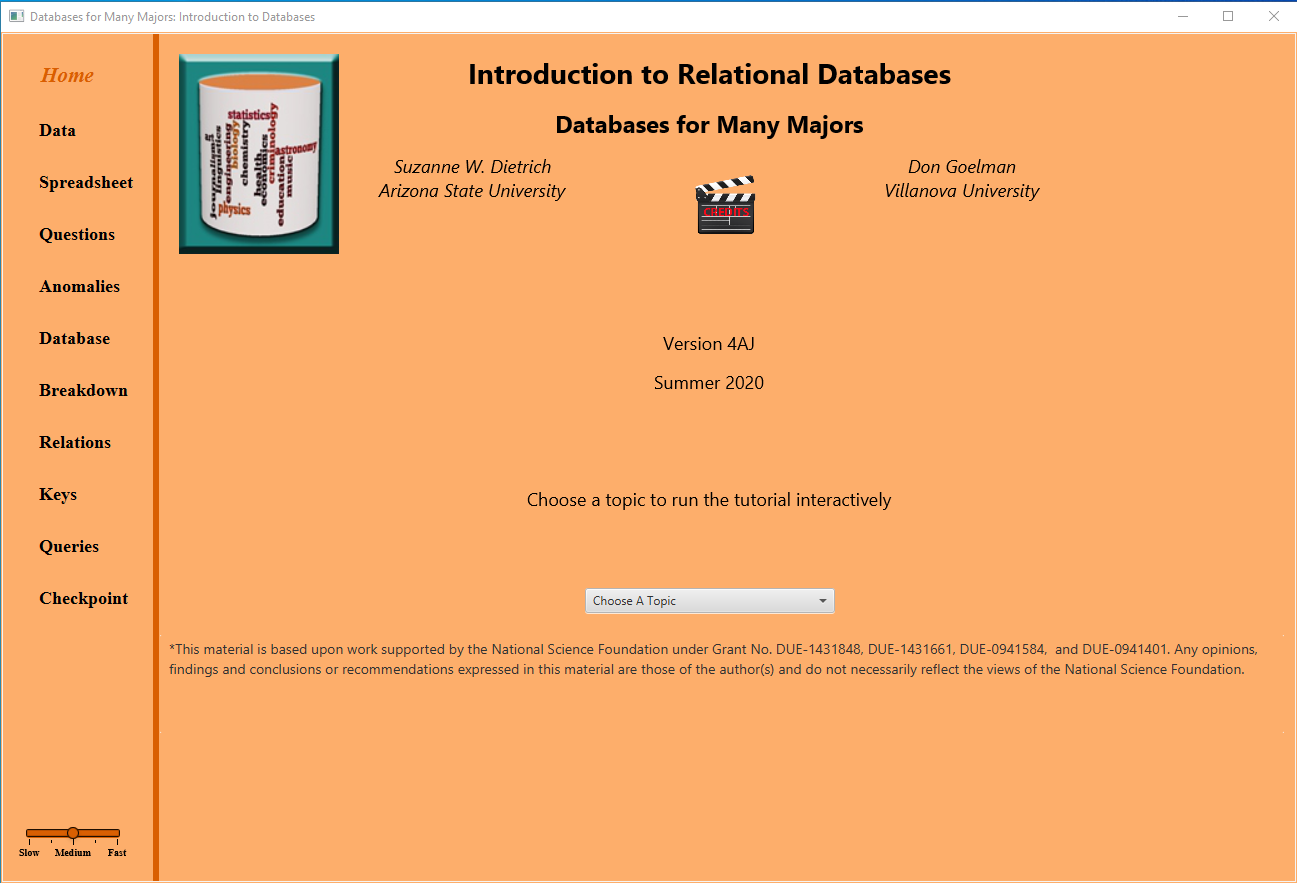 Databases for Many Majors: Introduction to Databases
Home
Data
Spreadsheet
Questions
Anomalies
Database
Breakdown
Relations
Keys
Queries
Checkpoint
Slow Medium Fast
journalism
linguistics
engineering
biology
statistics
chemistry
health
economics
criminology
education
music
astronomy
physics
Introduction to Relational Databases
Databases for Many Majors
Suzanne W. Dietrich
Arizona State University
CREDITS
Don Goelman
Villanova University
Version 4AJ
Summer 2020
Choose a topic to run the tutorial interactively
Choose A Topic
*This material is based upon work supported by the National Science Foundation under Grant No. DUE-1431848, DUE-1431661, DUE-0941584,  and DUE-0941401. Any opinions,
findings and conclusions or recommendations expressed in this material are those of the author(s) and do not necessarily reflect the views of the National Science Foundation.